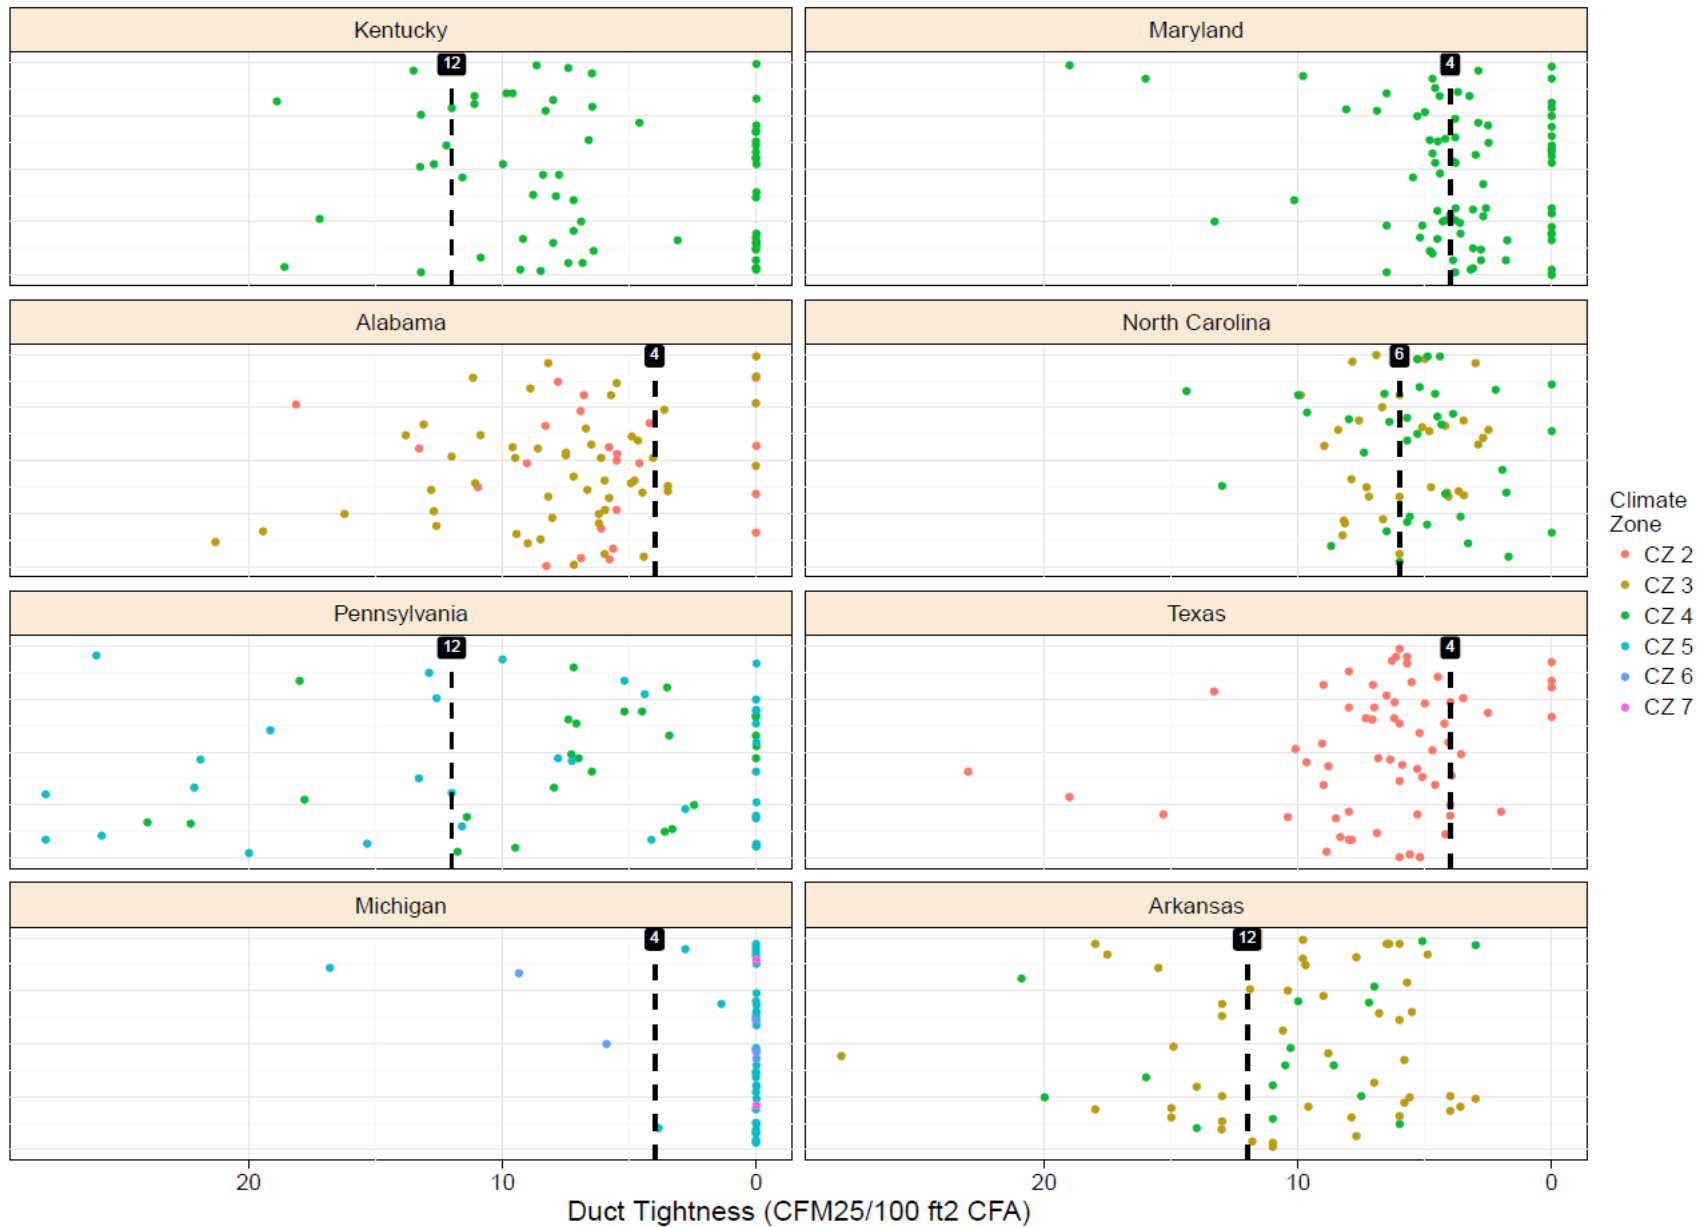 Kentucky
Maryland
12
4
Alabama
North Carolina
4
6
Pennsylvania
Texas
12
4
Michigan
Arkansas
4
12
Climate
Zone
CZ 2
CZ 3
CZ 4
CZ 5
CZ 6
CZ 7
20 10 0 20 10 0
Duct Tightness (CFM25/100 ft2 CFA)